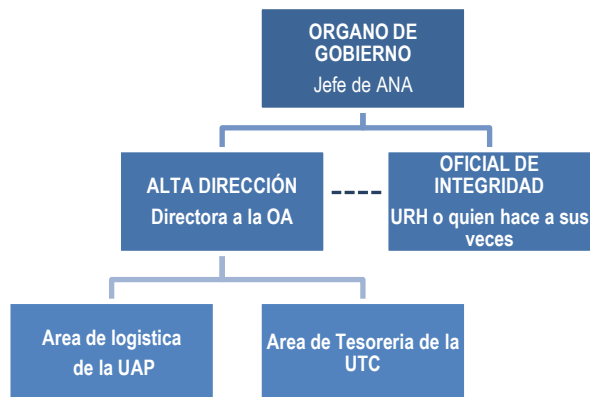 ORGANO DE
GOBIERNO
Jefe de ANA
ALTA DIRECCIÓN
Directora a la OA
OFICIAL DE
INTEGRIDAD
URH o quien hace a sus
veces
Area de logistica
de la UAP
Area de Tesoreria de la
UTC